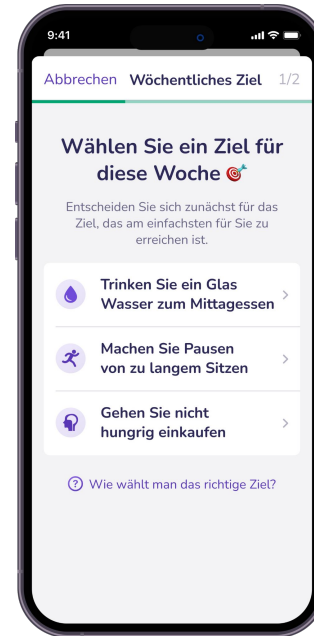 9:41
Abbrechen Wöchentliches Ziel 1/2
Wählen Sie ein Ziel für
diese Woche
Entscheiden Sie sich zunächst für das
Ziel, das am einfachsten für Sie zu
erreichen ist.
Trinken Sie ein Glas
Wasser zum Mittagessen
Machen Sie Pausen
von zu langem Sitzen
Gehen Sie nicht
hungrig einkaufen
Wie wählt man das richtige Ziel?